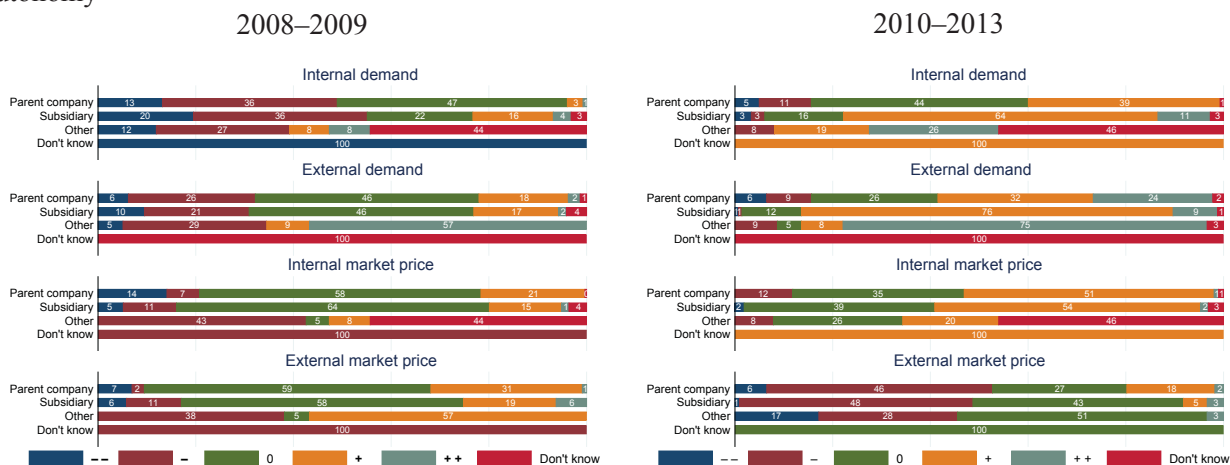 2008–2009
Internal demand
Parent company 13 36 47 3 1
Subsidiary 20 36 22 16 4 3
Other 12 27 8 8 44
Don't know 100
External demand
Parent company 6 26 46 18 2 1
Subsidiary 10 21 46 17 2 4
Other 5 29 9 57
Don't know 100
Internal market price
Parent company 14 7 58 21 0
Subsidiary 5 11 64 15 1 4
Other 43 5 8 44
Don't know 100
External market price
Parent company 7 2 59 31 1
Subsidiary 6 11 58 19 6
Other 38 5 57
Don't know 100
-- - 0 + ++ Don't know
2010–2013
Internal demand
Parent company 5 11 44 39 1
Subsidiary 3 3 16 64 11 3
Other 8 19 26 46
Don't know 100
External demand
Parent company 6 9 26 32 24 2
Subsidiary 1 12 76 9 1
Other 9 5 8 75 3
Don't know 100
Internal market price
Parent company 12 35 51 1 1
Subsidiary 2 39 54 2 3
Other 8 26 20 46
Don't know 100
External market price
Parent company 6 46 27 18 2
Subsidiary 1 48 43 5 3
Other 17 28 51 3
Don't know 100
-- - 0 + ++ Don't know